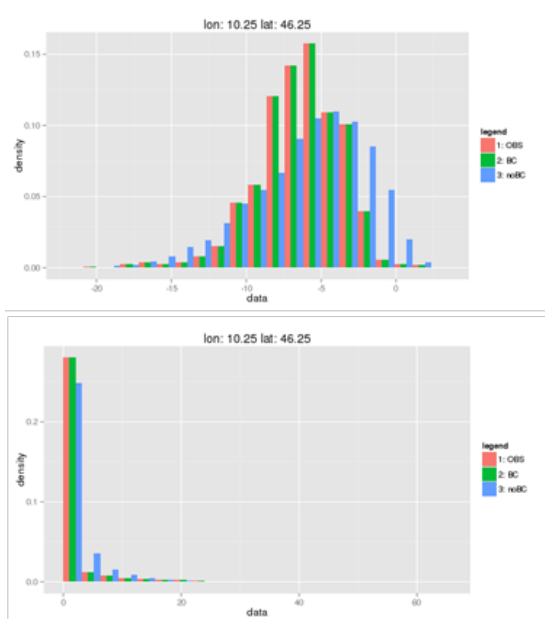 lon: 10.25 lat: 46.25
0.15
0.10
0.05
0.00
density
-20
-15
-10
-5
0
data
legend
1: OBS
2: BC
3: noBC
lon: 10.25 lat: 46.25
0.2
0.1
0.0
density
0
20
40
60
data
legend
1: OBS
2: BC
3: noBC